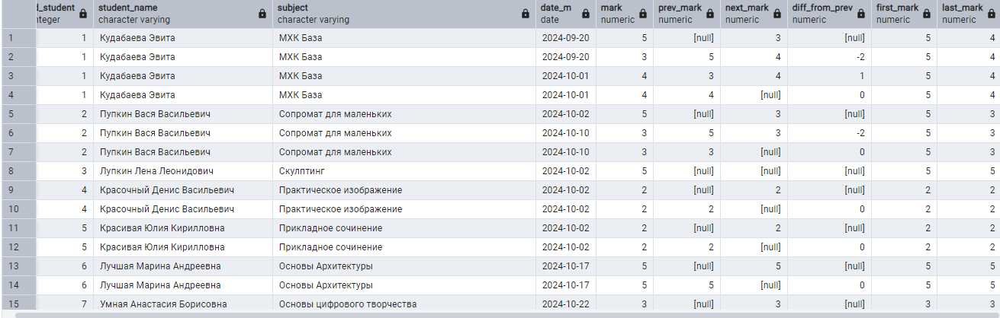 d_student student_name subject date_m mark prev_mark next_mark diff_from_prev first_mark last_mark
nteger character varying character varying date numeric numeric numeric numeric numeric numeric
1 1 Кудабаева Эвита МХК База 2024-09-20 5 [null] 3 [null] 5 4
2 1 Кудабаева Эвита МХК База 2024-09-20 3 5 4 -2 5 4
3 1 Кудабаева Эвита МХК База 2024-10-01 4 3 4 1 5 4
4 1 Кудабаева Эвита МХК База 2024-10-01 4 4 [null] 0 5 4
5 2 Пупкин Вася Васильевич Сопромат для маленьких 2024-10-02 5 [null] 3 [null] 5 3
6 2 Пупкин Вася Васильевич Сопромат для маленьких 2024-10-10 3 5 3 -2 5 3
7 2 Пупкин Вася Васильевич Сопромат для маленьких 2024-10-10 3 3 [null] 0 5 3
8 3 Лупкин Лена Леонидович Скулптинг 2024-10-02 5 [null] [null] [null] 5 5
9 4 Красочный Денис Васильевич Практическое изображение 2024-10-02 2 [null] 2 [null] 2 2
10 4 Красочный Денис Васильевич Практическое изображение 2024-10-02 2 2 [null] 0 2 2
11 5 Красивая Юлия Кирилловна Прикладное сочинение 2024-10-02 2 [null] 2 [null] 2 2
12 5 Красивая Юлия Кирилловна Прикладное сочинение 2024-10-02 2 2 [null] 0 2 2
13 6 Лучшая Марина Андреевна Основы Архитектуры 2024-10-17 5 [null] 5 [null] 5 5
14 6 Лучшая Марина Андреевна Основы Архитектуры 2024-10-17 5 5 [null] 0 5 5
15 7 Умная Анастасия Борисовна Основы цифрового творчества 2024-10-22 3 [null] 3 [null] 3 3